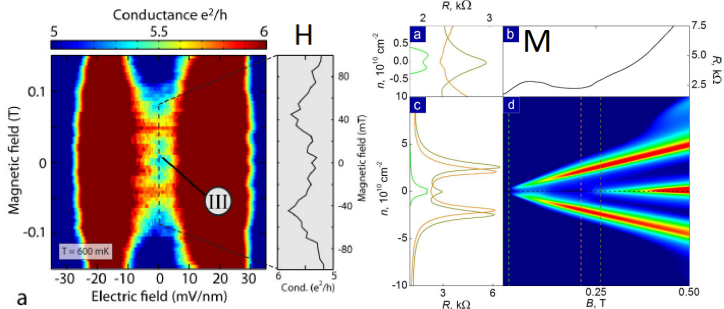 Conductance e²/h
5 5.5 6
H
Magnetic field (T)
0.1
0
-0.1
III
T = 600 mK
-30 -20 -10 0 10 20 30
Electric field (mV/nm)
a
80
40
0
-40
-80
Magnetic field (mT)
6 5
Cond. (e²/h)
R, kΩ
2 3
a
n, 10¹⁰ cm⁻²
0.5
0.0
-0.5
10
b
M
7.5
5.0
2.5
R, kΩ
c
n, 10¹⁰ cm⁻²
5
0
-5
-10
3 6
R, kΩ
d
0.00 0.25 0.50
B, T